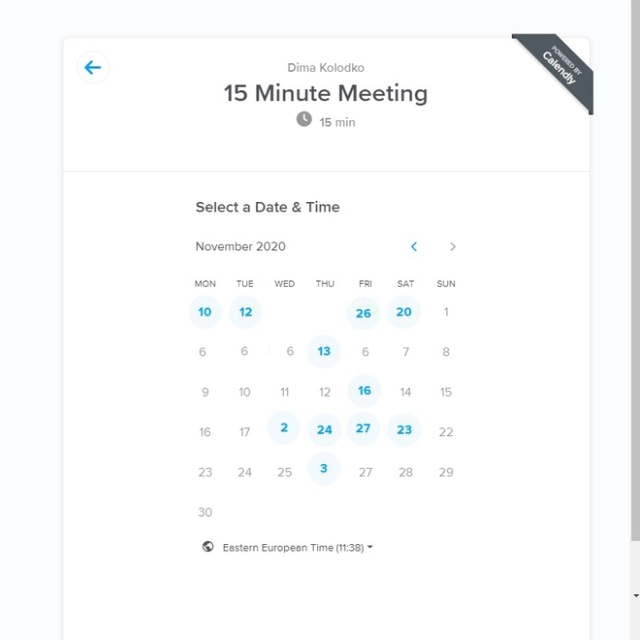 POWERED BY
Calendly
Dima Kolodko
15 Minute Meeting
15 min
Select a Date & Time
November 2020
MON TUE WED THU FRI SAT SUN
10 12 26 20 1
6 6 6 13 6 7 8
9 10 11 12 16 14 15
16 17 2 24 27 23 22
23 24 25 3 27 28 29
30
Eastern European Time (11:38)